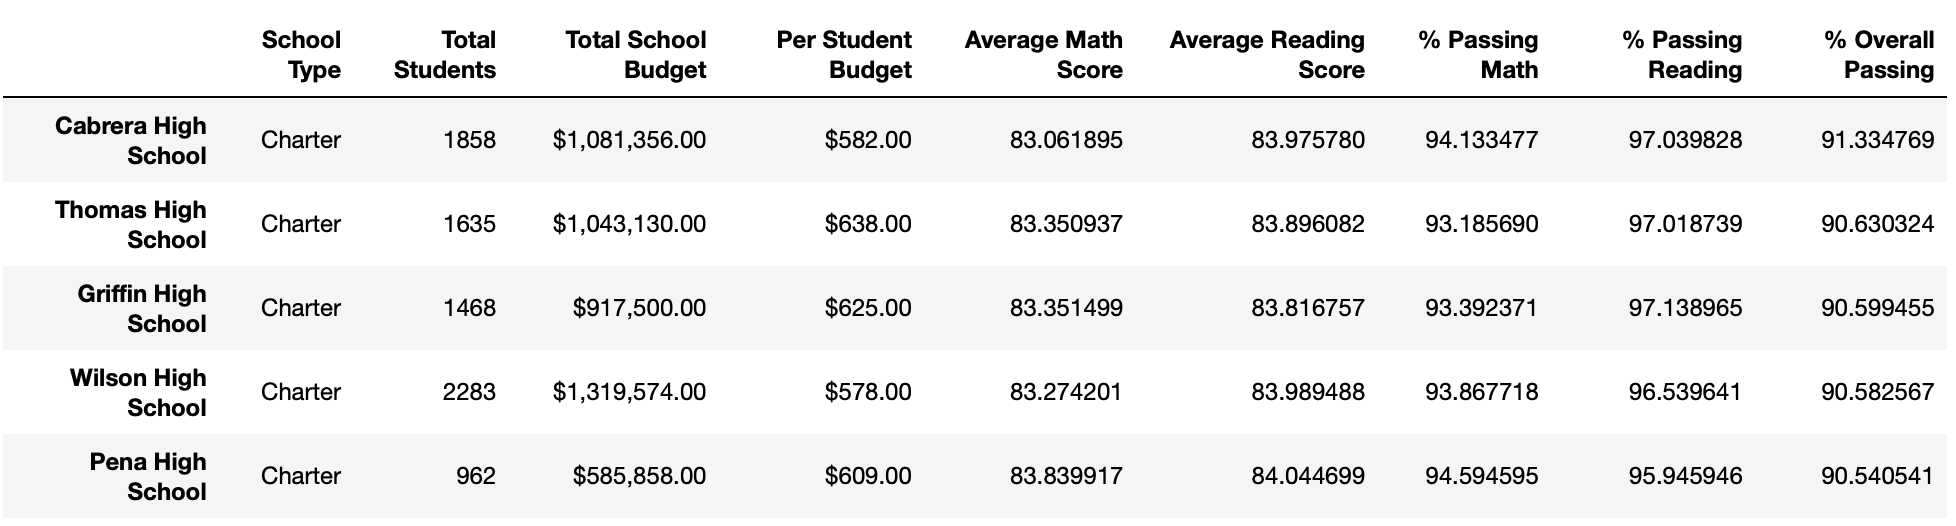 School Type Total Students Total School Budget Per Student Budget Average Math Score Average Reading Score % Passing Math % Passing Reading % Overall Passing
Cabrera High School Charter 1858 $1,081,356.00 $582.00 83.061895 83.975780 94.133477 97.039828 91.334769
Thomas High School Charter 1635 $1,043,130.00 $638.00 83.350937 83.896082 93.185690 97.018739 90.630324
Griffin High School Charter 1468 $917,500.00 $625.00 83.351499 83.816757 93.392371 97.138965 90.599455
Wilson High School Charter 2283 $1,319,574.00 $578.00 83.274201 83.989488 93.867718 96.539641 90.582567
Pena High School Charter 962 $585,858.00 $609.00 83.839917 84.044699 94.594595 95.945946 90.540541